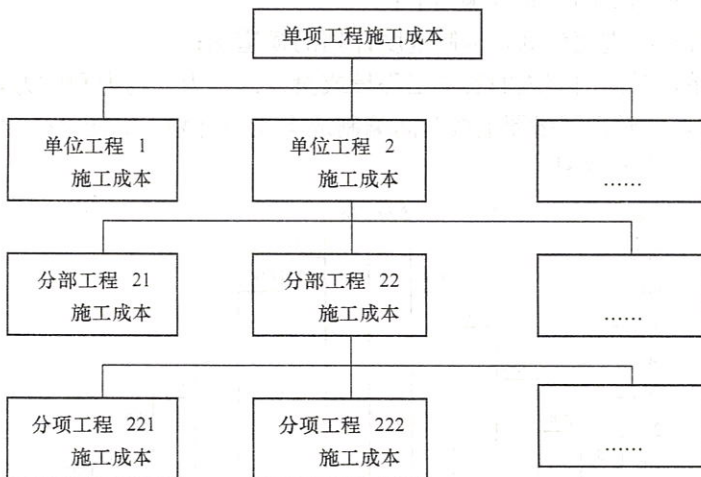 单项工程施工成本
单位工程 1
施工成本
单位工程 2
施工成本
……
分部工程 21
施工成本
分部工程 22
施工成本
……
分项工程 221
施工成本
分项工程 222
施工成本
……